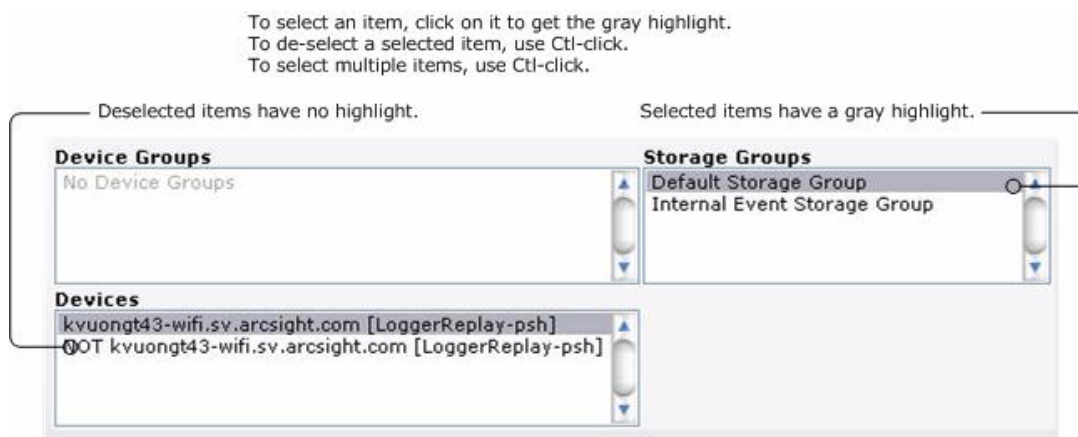 To select an item, click on it to get the gray highlight.
To de-select a selected item, use Ctl-click.
To select multiple items, use Ctl-click.
Deselected items have no highlight.
Selected items have a gray highlight.
Device Groups
No Device Groups
Storage Groups
Default Storage Group
Internal Event Storage Group
Devices
kvuongt43-wifi.sv.arcsight.com [LoggerReplay-psh]
NOT kvuongt43-wifi.sv.arcsight.com [LoggerReplay-psh]